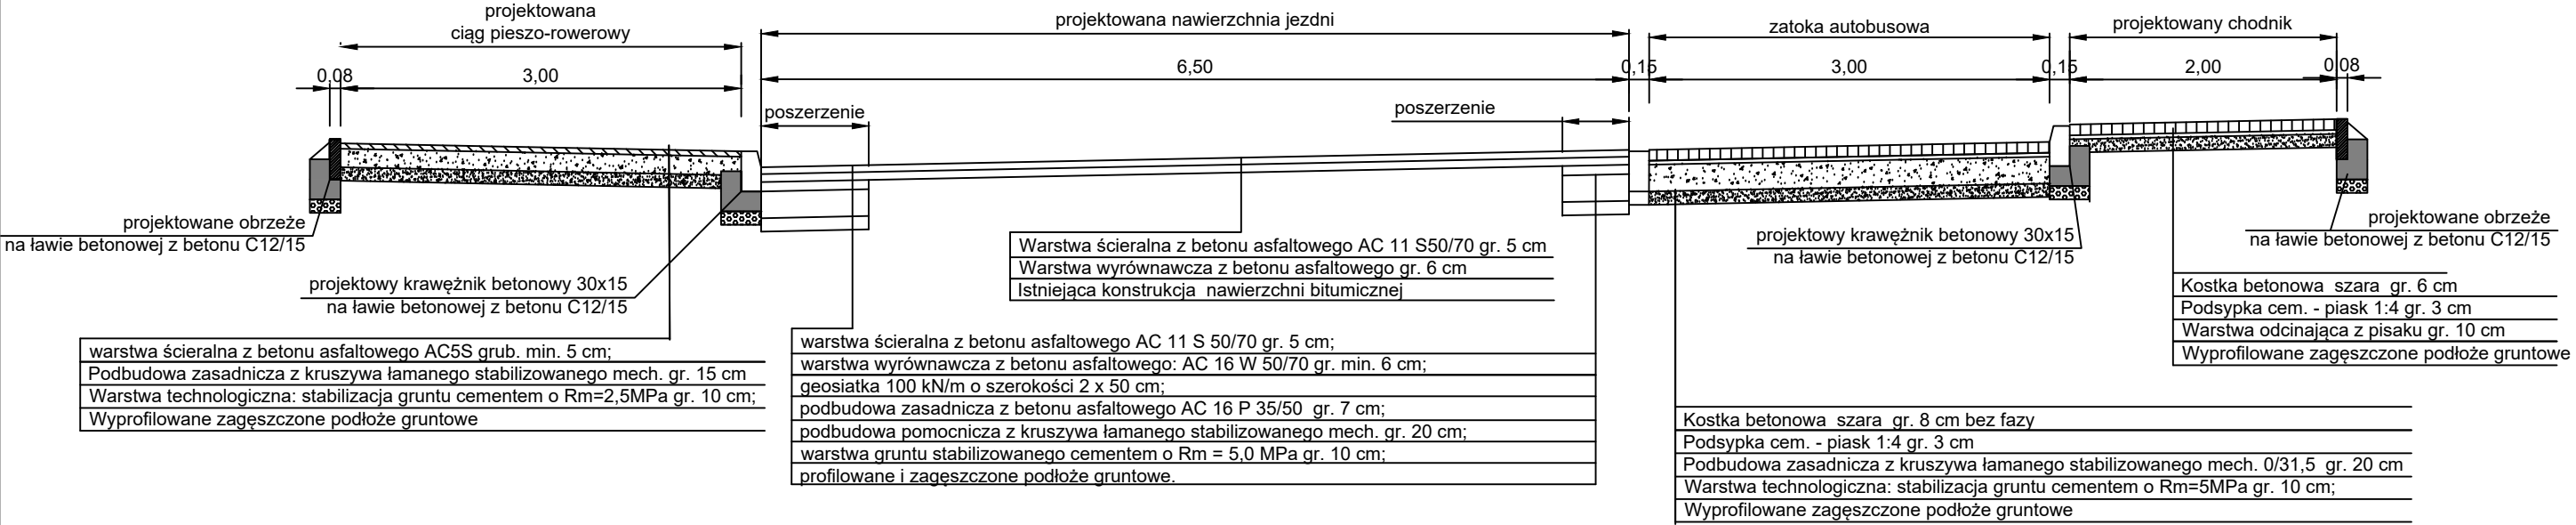 projektowana
ciąg pieszo-rowerowy
projektowana nawierzchnia jezdni
zatoka autobusowa
projektowany chodnik
0,08
3,00
6,50
0,15
3,00
0,15
2,00
0,08
poszerzenie
poszerzenie
projektowane obrzeże
na ławie betonowej z betonu C12/15
projektowy krawężnik betonowy 30x15
na ławie betonowej z betonu C12/15
warstwa ścieralna z betonu asfaltowego AC5S grub. min. 5 cm;
Podbudowa zasadnicza z kruszywa łamanego stabilizowanego mech. gr. 15 cm
Warstwa technologiczna: stabilizacja gruntu cementem o Rm=2,5MPa gr. 10 cm;
Wyprofilowane zagęszczone podłoże gruntowe
Warstwa ścieralna z betonu asfaltowego AC 11 S50/70 gr. 5 cm
Warstwa wyrównawcza z betonu asfaltowego gr. 6 cm
Istniejąca konstrukcja nawierzchni bitumicznej
warstwa ścieralna z betonu asfaltowego AC 11 S 50/70 gr. 5 cm;
warstwa wyrównawcza z betonu asfaltowego: AC 16 W 50/70 gr. min. 6 cm;
geosiatka 100 kN/m o szerokości 2 x 50 cm;
podbudowa zasadnicza z betonu asfaltowego AC 16 P 35/50 gr. 7 cm;
podbudowa pomocnicza z kruszywa łamanego stabilizowanego mech. gr. 20 cm;
warstwa gruntu stabilizowanego cementem o Rm = 5,0 MPa gr. 10 cm;
profilowane i zagęszczone podłoże gruntowe.
projektowy krawężnik betonowy 30x15
na ławie betonowej z betonu C12/15
projektowane obrzeże
na ławie betonowej z betonu C12/15
Kostka betonowa szara gr. 6 cm
Podsypka cem. - piask 1:4 gr. 3 cm
Warstwa odcinająca z pisaku gr. 10 cm
Wyprofilowane zagęszczone podłoże gruntowe
Kostka betonowa szara gr. 8 cm bez fazy
Podsypka cem. - piask 1:4 gr. 3 cm
Podbudowa zasadnicza z kruszywa łamanego stabilizowanego mech. 0/31,5 gr. 20 cm
Warstwa technologiczna: stabilizacja gruntu cementem o Rm=5MPa gr. 10 cm;
Wyprofilowane zagęszczone podłoże gruntowe